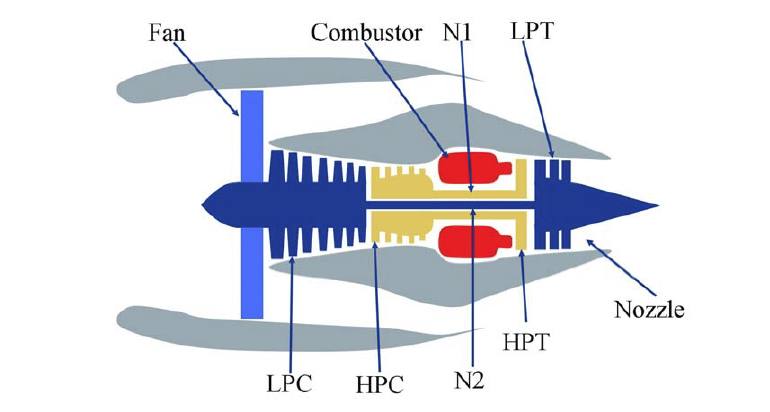 Fan
Combustor
N1
LPT
Nozzle
HPT
LPC
HPC
N2